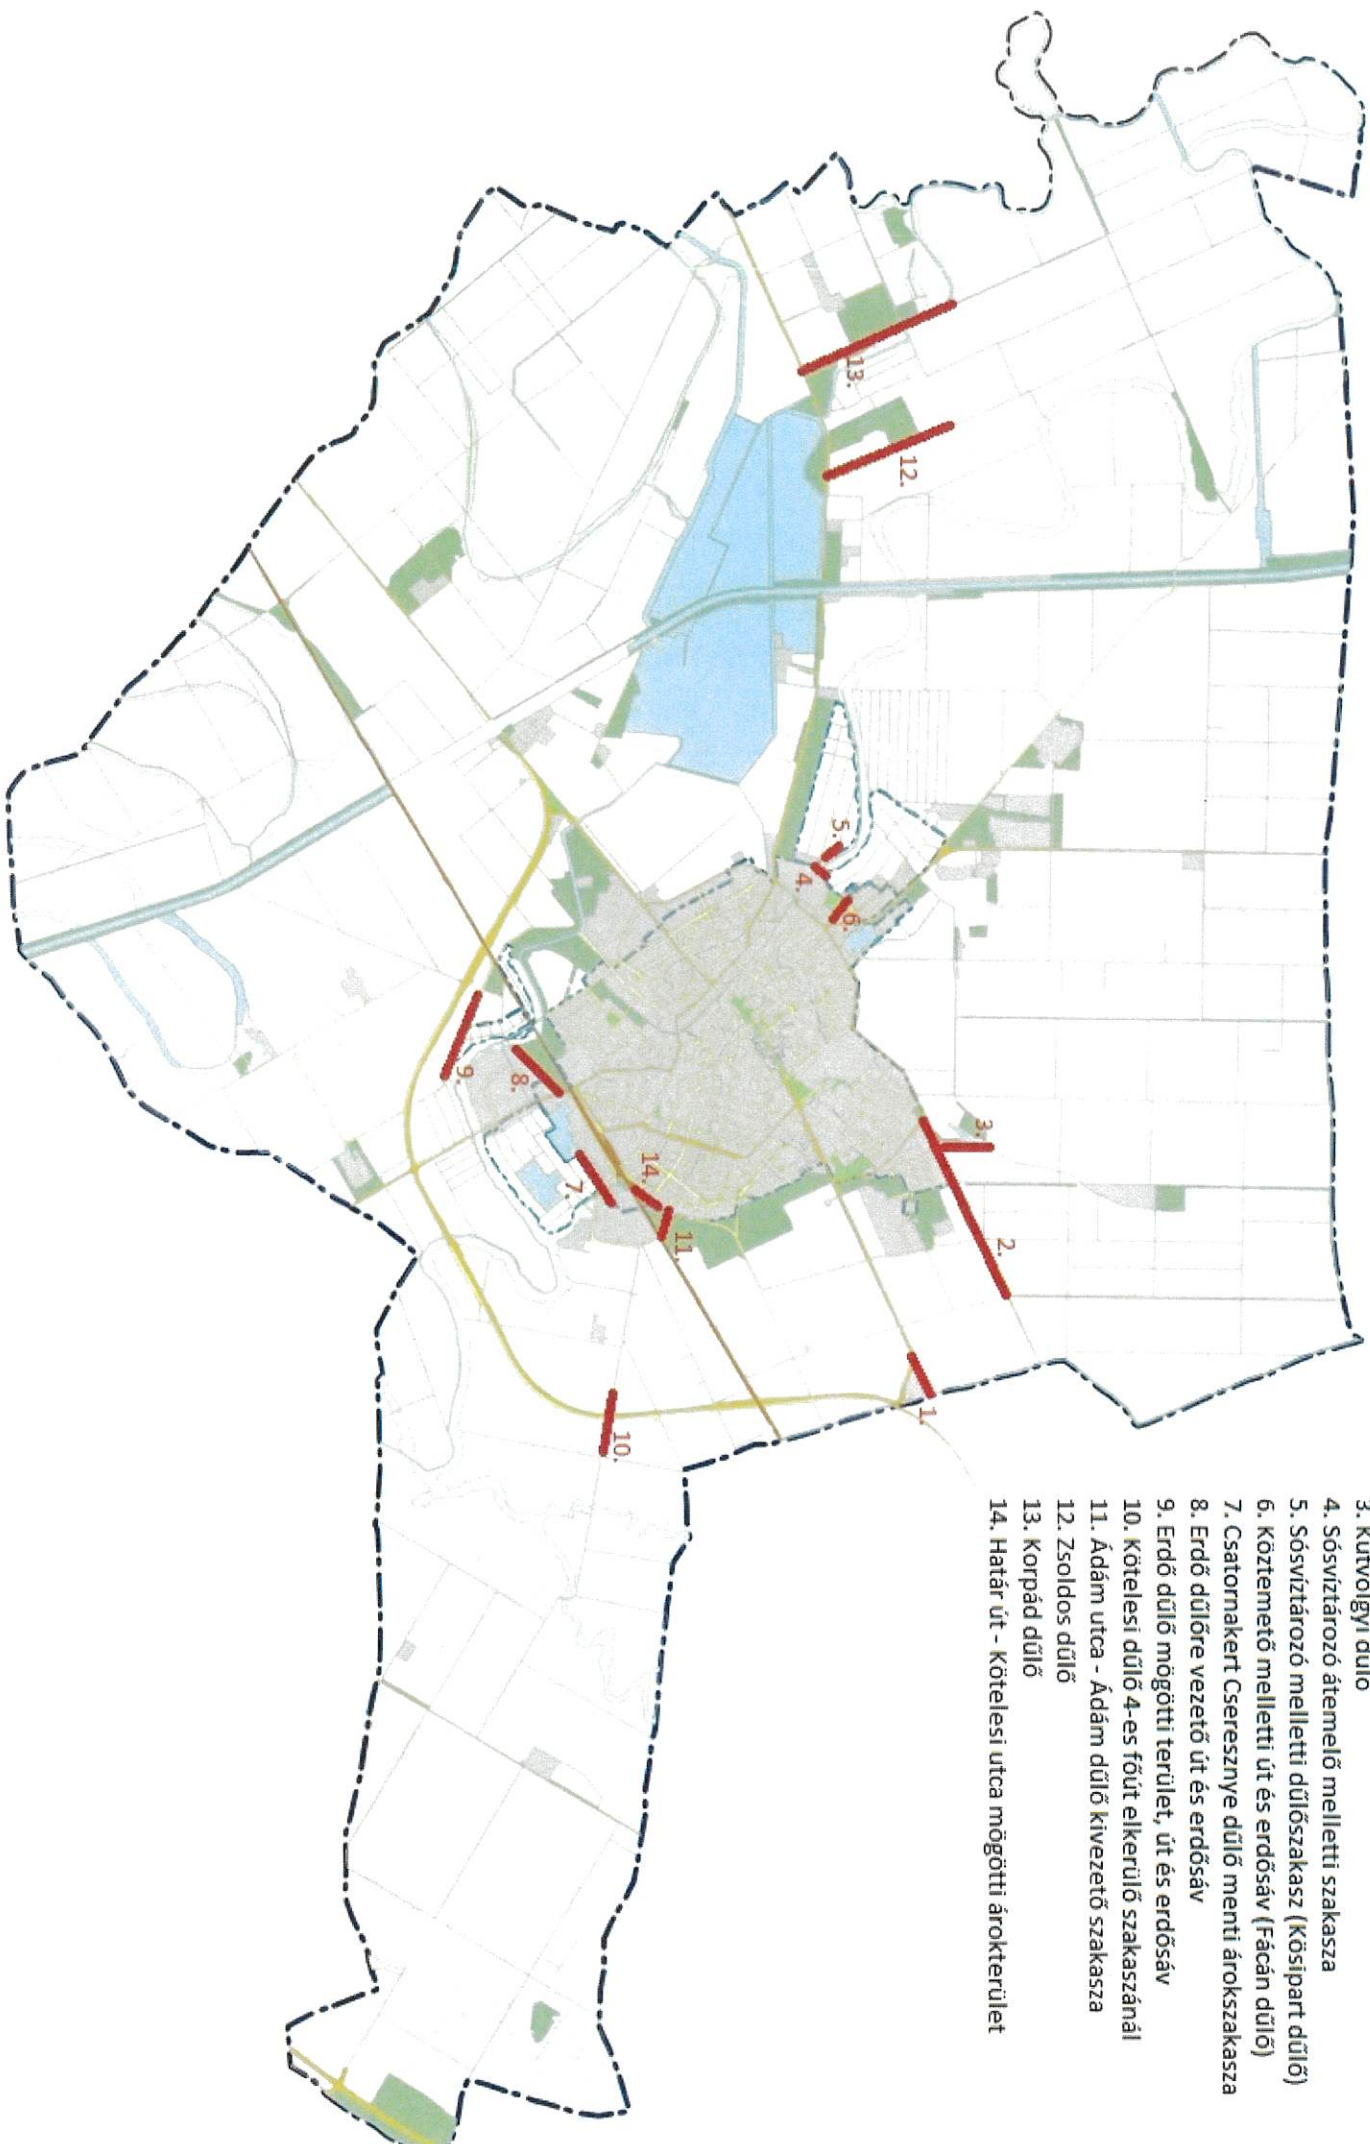 3. Kútvölgyi dűlő
4. Sósvíztározó átemelő melletti szakasza
5. Sósvíztározó melletti dűlőszakasz (Kösipart dűlő)
6. Köztemető melletti út és erdősáv (Fácán dűlő)
7. Csatornakert Cseresznye dűlő menti árokszakasza
8. Erdő dűlőre vezető út és erdősáv
9. Erdő dűlő mögötti terület, út és erdősáv
10. Kötelesi dűlő 4-es főút elkerülő szakaszánál
11. Ádám utca - Ádám dűlő kivezető szakasza
12. Zsoldos dűlő
13. Korpád dűlő
14. Határ út - Kötelesi utca mögötti árokterület
1.
2.
3.
6.
5.
4.
12.
13.
11.
14.
10.
7.
8.
9.